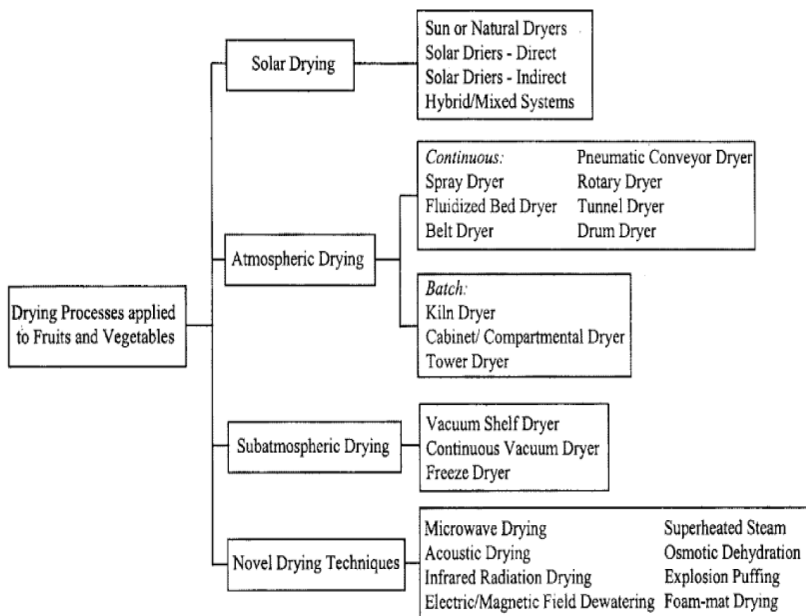 Drying Processes applied
to Fruits and Vegetables
Solar Drying
Sun or Natural Dryers
Solar Driers - Direct
Solar Driers - Indirect
Hybrid/Mixed Systems
Atmospheric Drying
Continuous:
Spray Dryer
Fluidized Bed Dryer
Belt Dryer
Pneumatic Conveyor Dryer
Rotary Dryer
Tunnel Dryer
Drum Dryer
Batch:
Kiln Dryer
Cabinet/ Compartmental Dryer
Tower Dryer
Subatmospheric Drying
Vacuum Shelf Dryer
Continuous Vacuum Dryer
Freeze Dryer
Novel Drying Techniques
Microwave Drying
Acoustic Drying
Infrared Radiation Drying
Electric/Magnetic Field Dewatering
Superheated Steam
Osmotic Dehydration
Explosion Puffing
Foam-mat Drying